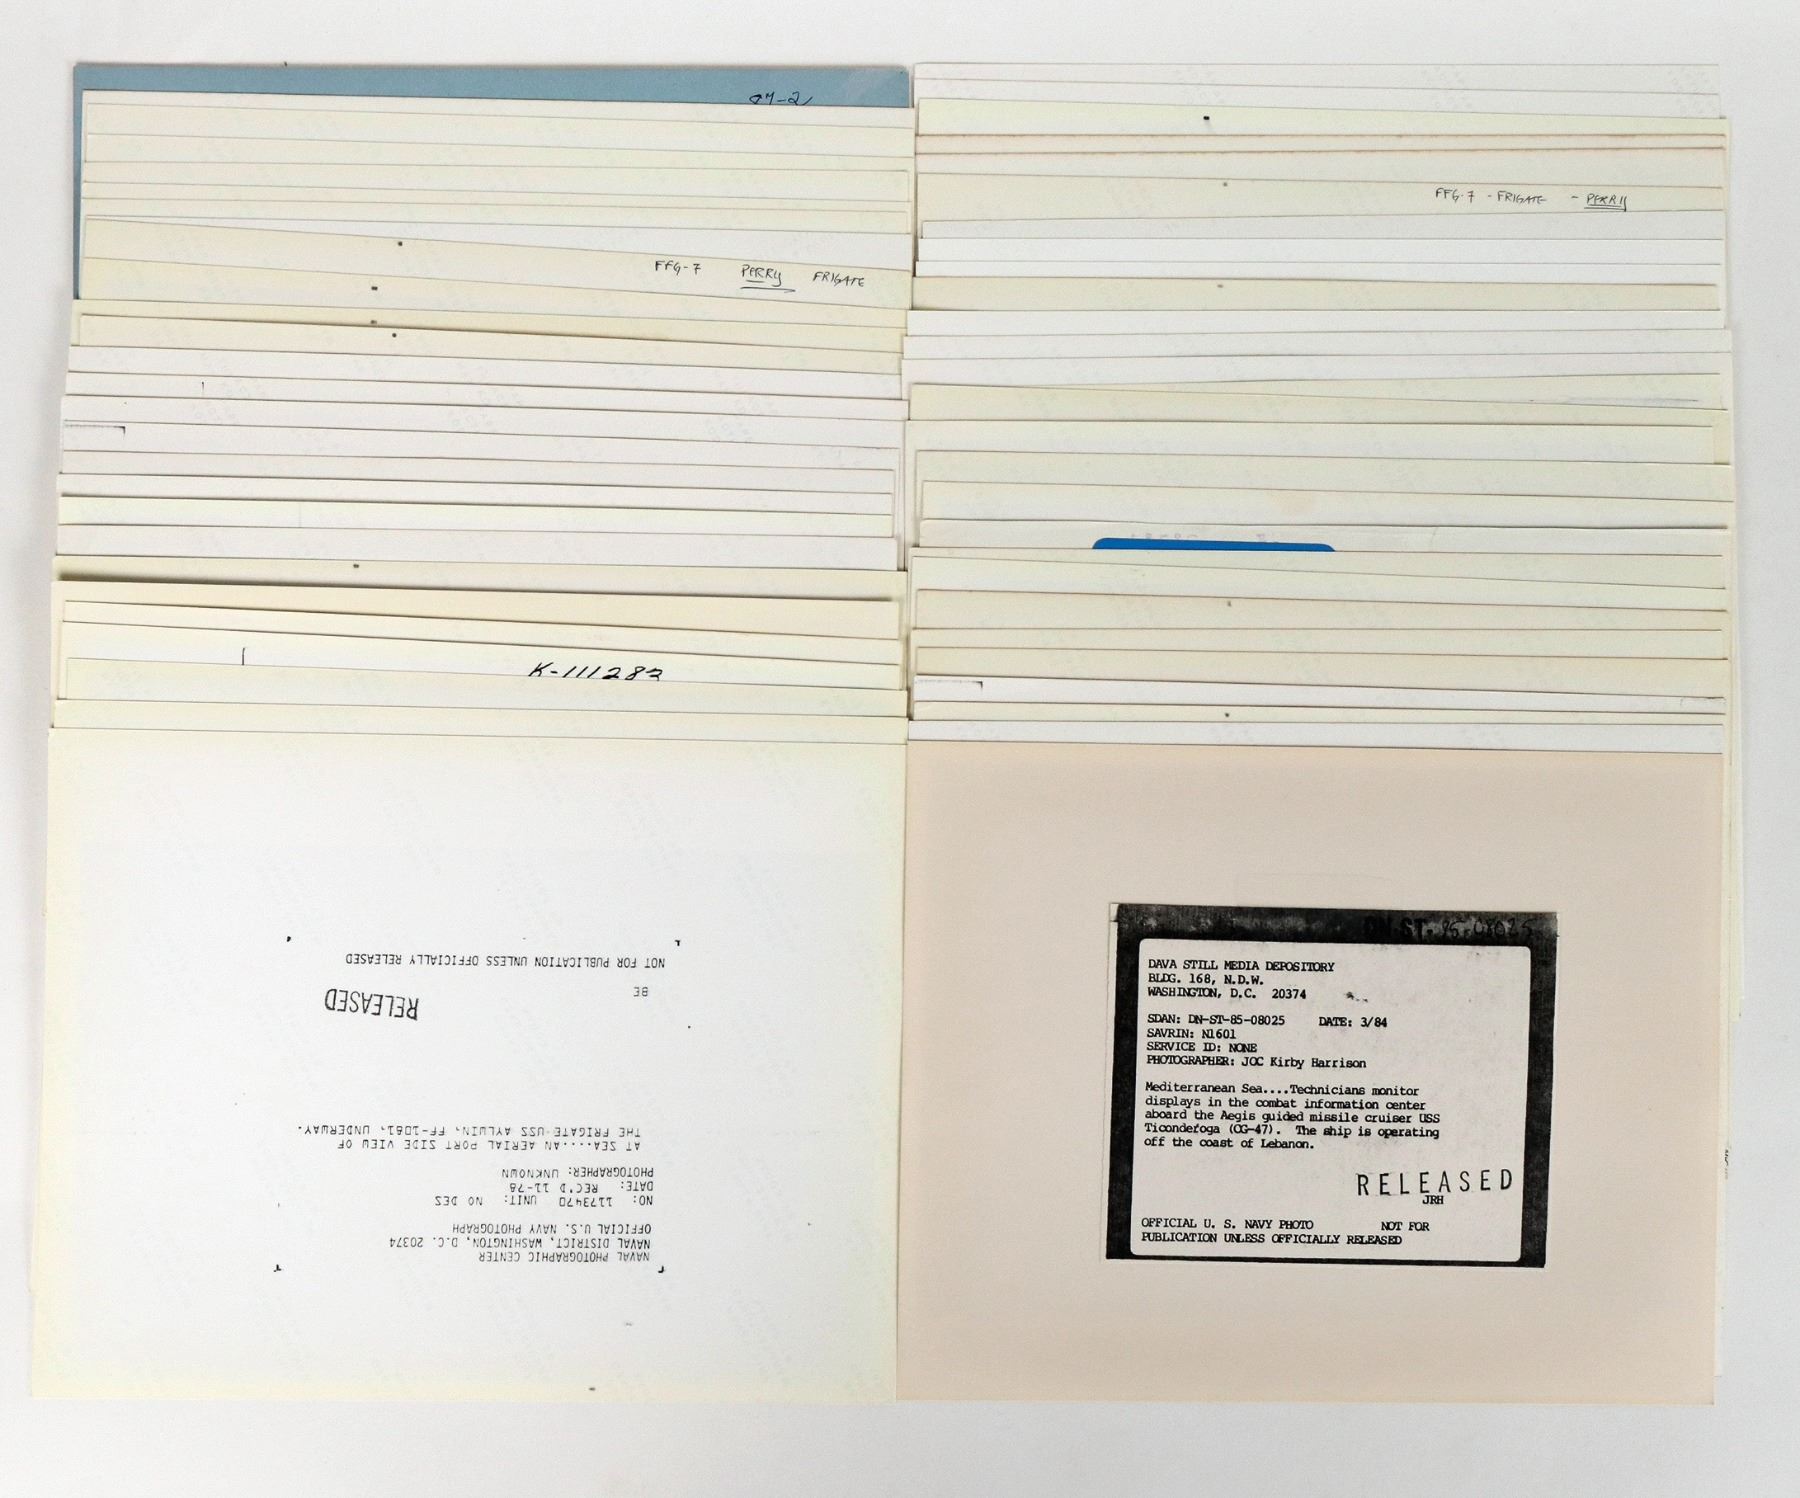 FFG-7 PERRY FRIGATE
K-111282
NAVAL PHOTOGRAPHIC CENTER
NAVAL DISTRICT, WASHINGTON, D.C. 20374
OFFICIAL U.S. NAVY PHOTOGRAPH
NO: 1173470 UNIT: NO DES
DATE: REC'D 11-78
PHOTOGRAPHER: UNKNOWN
AT SEA.....AN AERIAL PORT SIDE VIEW OF
THE FRIGATE USS AYLWIN, FF-1081, UNDERWAY.
RELEASED
BE
NOT FOR PUBLICATION UNLESS OFFICIALLY RELEASED
FFG-7 - FRIGATE - PERRY
DN-ST- 85-08025
DAVA STILL MEDIA DEPOSITORY
BLDG. 168, N.D.W.
WASHINGTON, D.C. 20374
SDAN: DN-ST-85-08025 DATE: 3/84
SAVRIN: N1601
SERVICE ID: NONE
PHOTOGRAPHER: JOC Kirby Harrison
Mediterranean Sea....Technicians monitor
displays in the combat information center
aboard the Aegis guided missile cruiser USS
Ticonderoga (CG-47). The ship is operating
off the coast of Lebanon.
RELEASED
JRH
OFFICIAL U. S. NAVY PHOTO NOT FOR
PUBLICATION UNLESS OFFICIALLY RELEASED